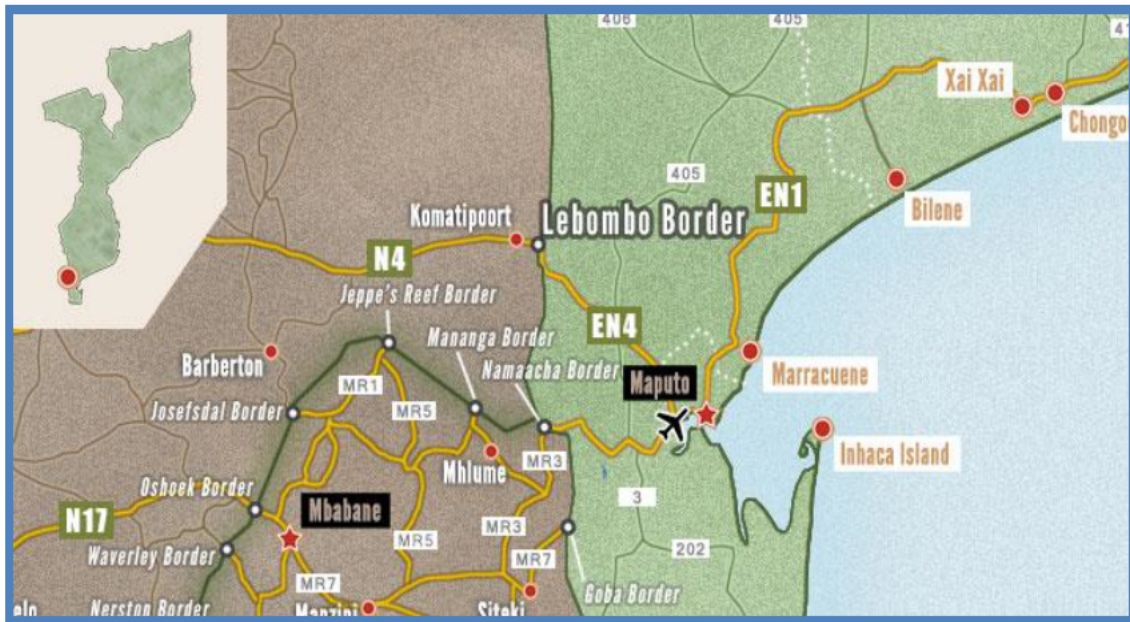 406
405
41
Xai Xai
Chongo
405
EN1
Bilene
Komatipoort
Lebombo Border
N4
Jeppe's Reef Border
EN4
Mananga Border
Namaacha Border
Maputo
Marracuene
Barberton
MR1
Josefsdal Border
MR5
Inhaca Island
MR3
Mhlume
Oshoek Border
Mbabane
3
N17
MR3
MR5
202
Waverley Border
MR7
MR7
Goba Border
Nerston Border
Manzini
Siteki
elo